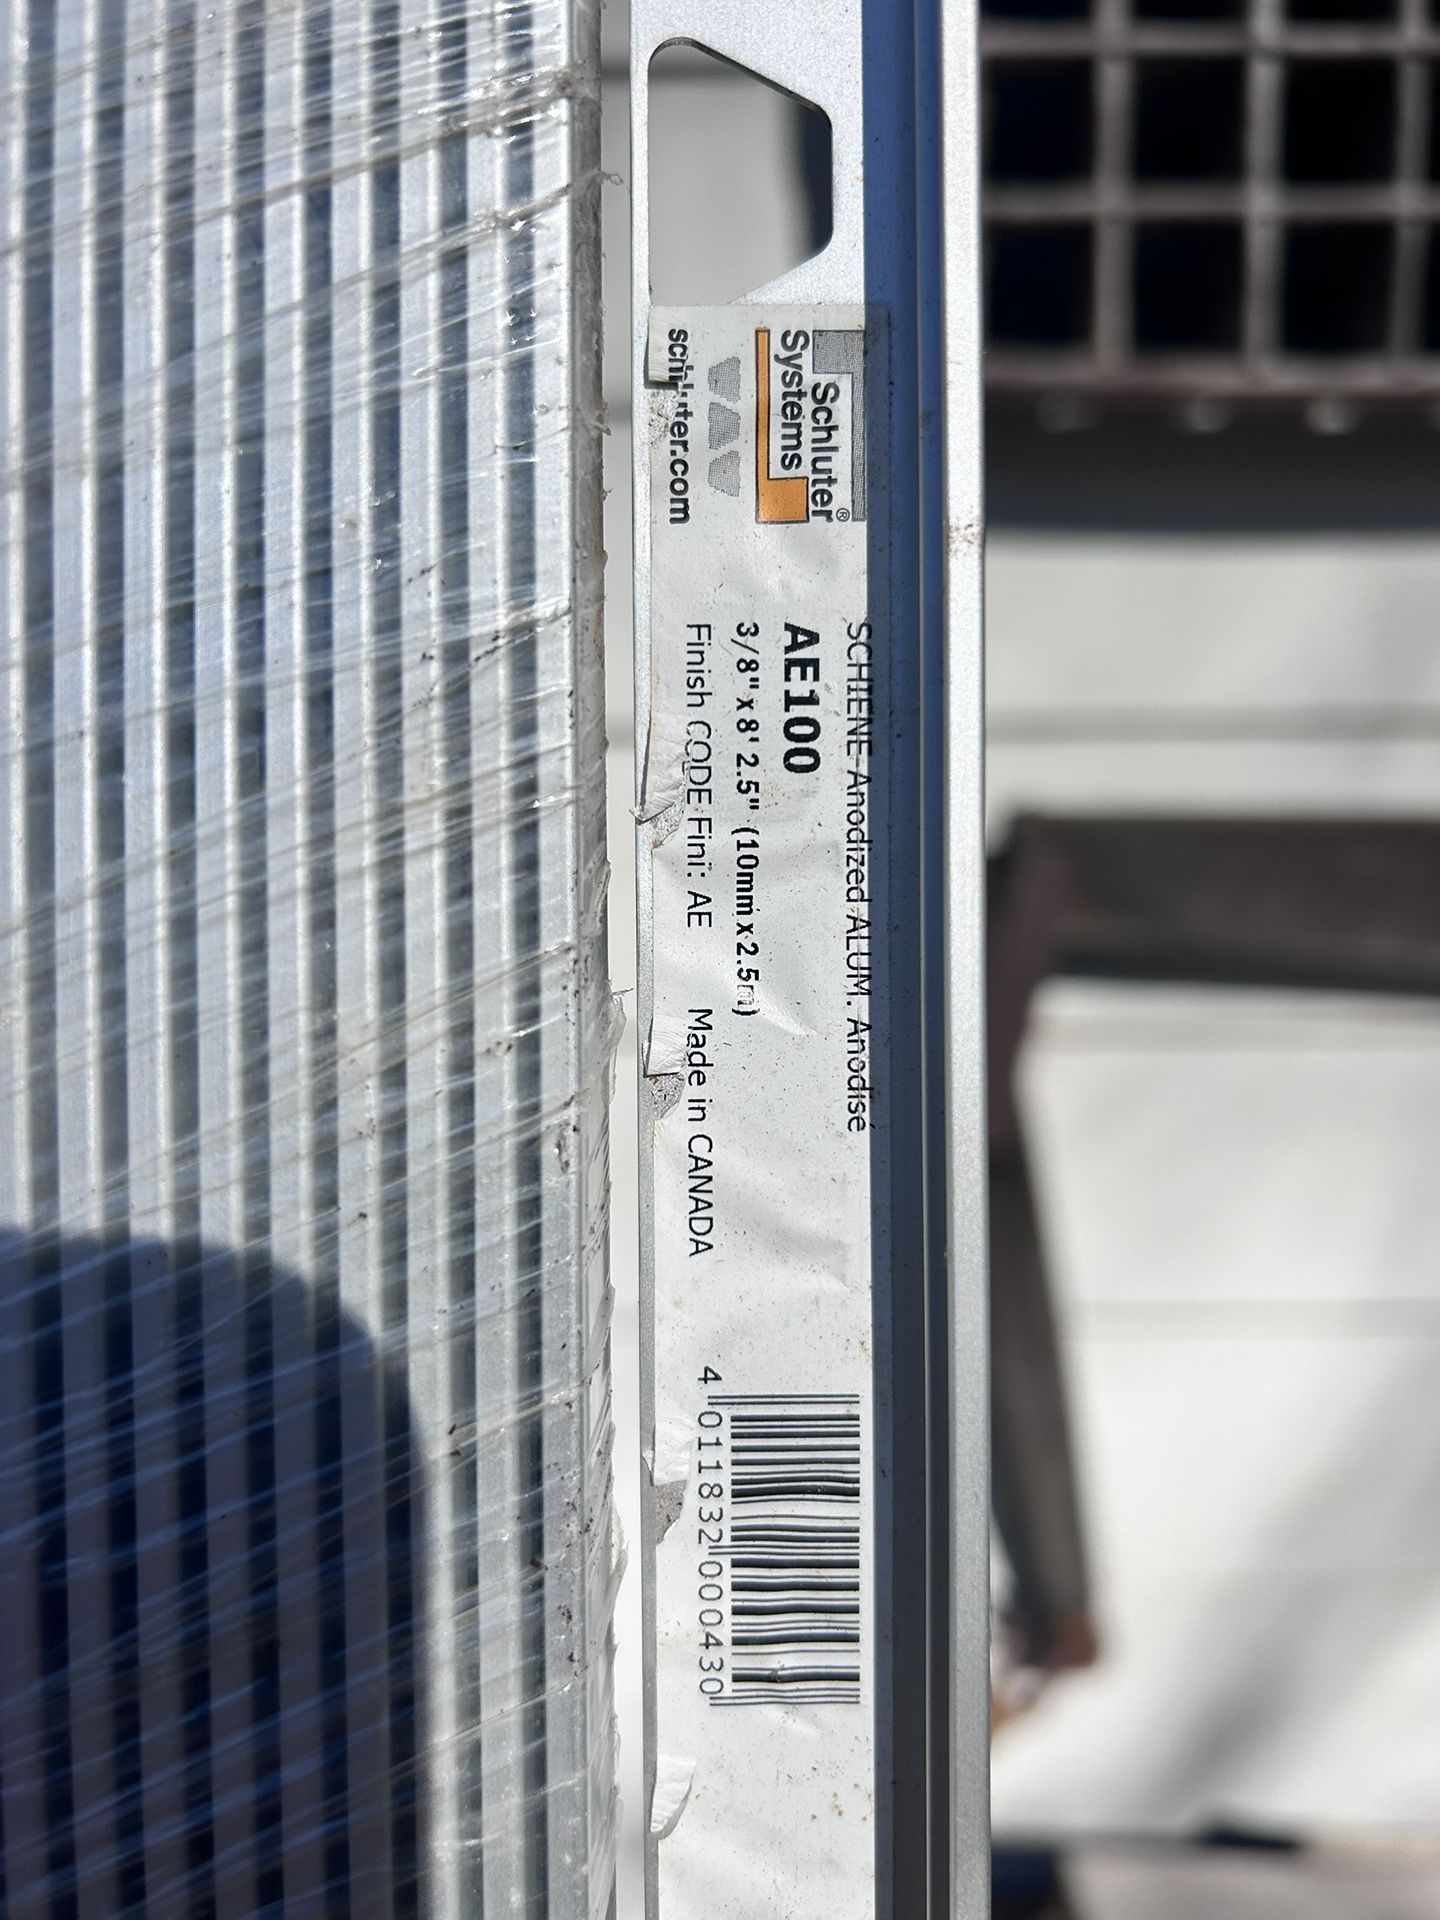 Schluter®
Systems
schluter.com
SCHIENE Anodized ALUM. Anodisé
AE100
3/8" x 8' 2.5" (10mm x 2.5m)
Finish CODE Fini: AE Made in CANADA
4 011832 000430